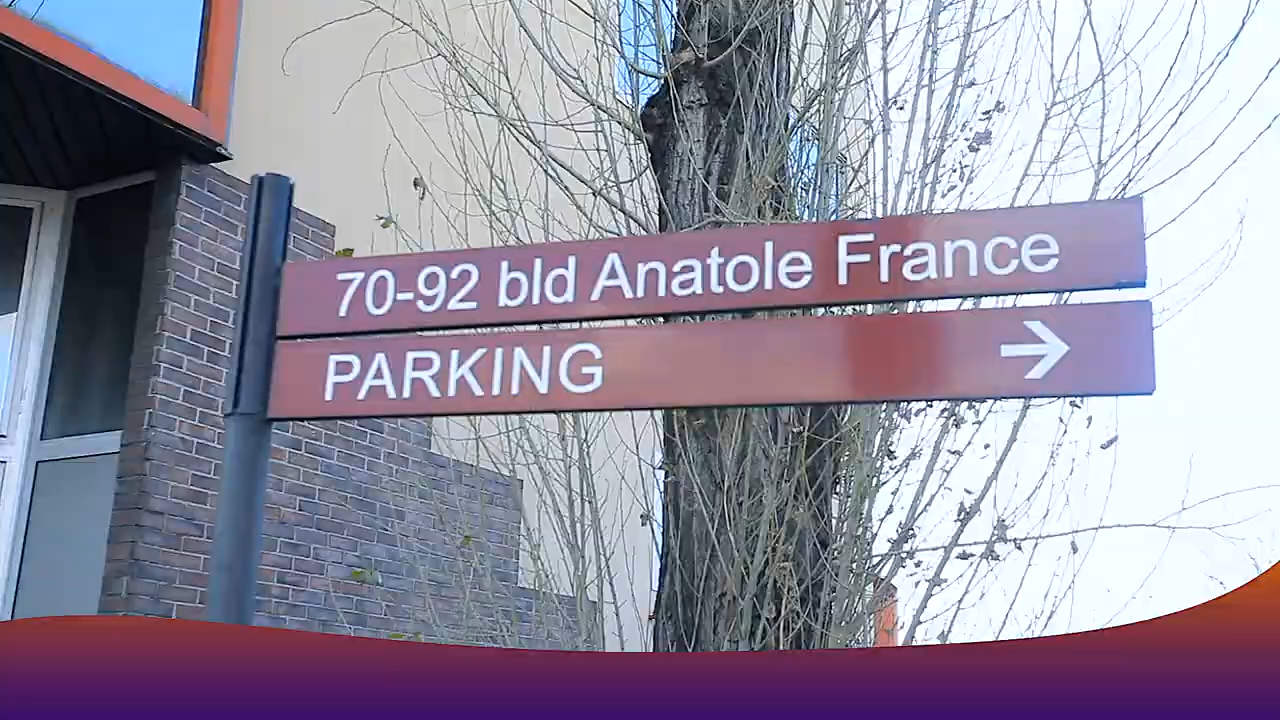 70-92 bld Anatole France
PARKING →